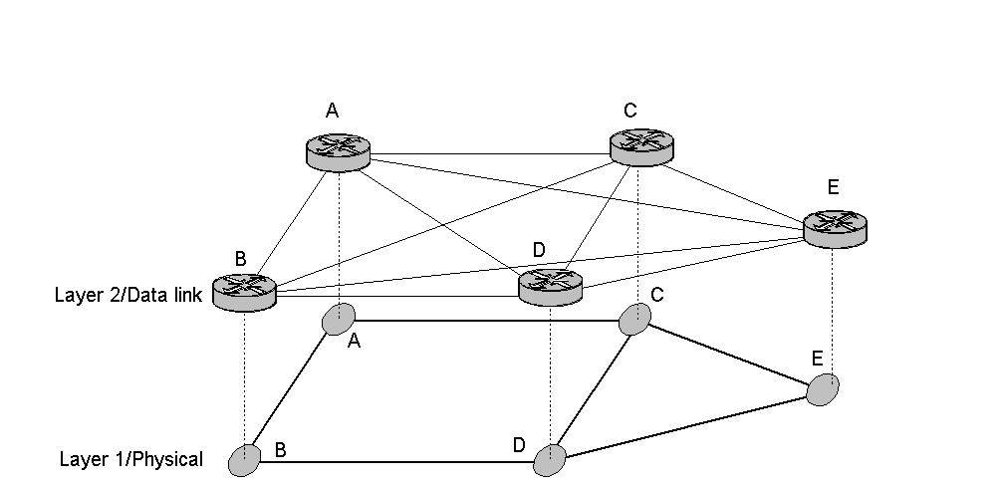 A
C
E
B
D
Layer 2/Data link
C
A
E
B
D
Layer 1/Physical